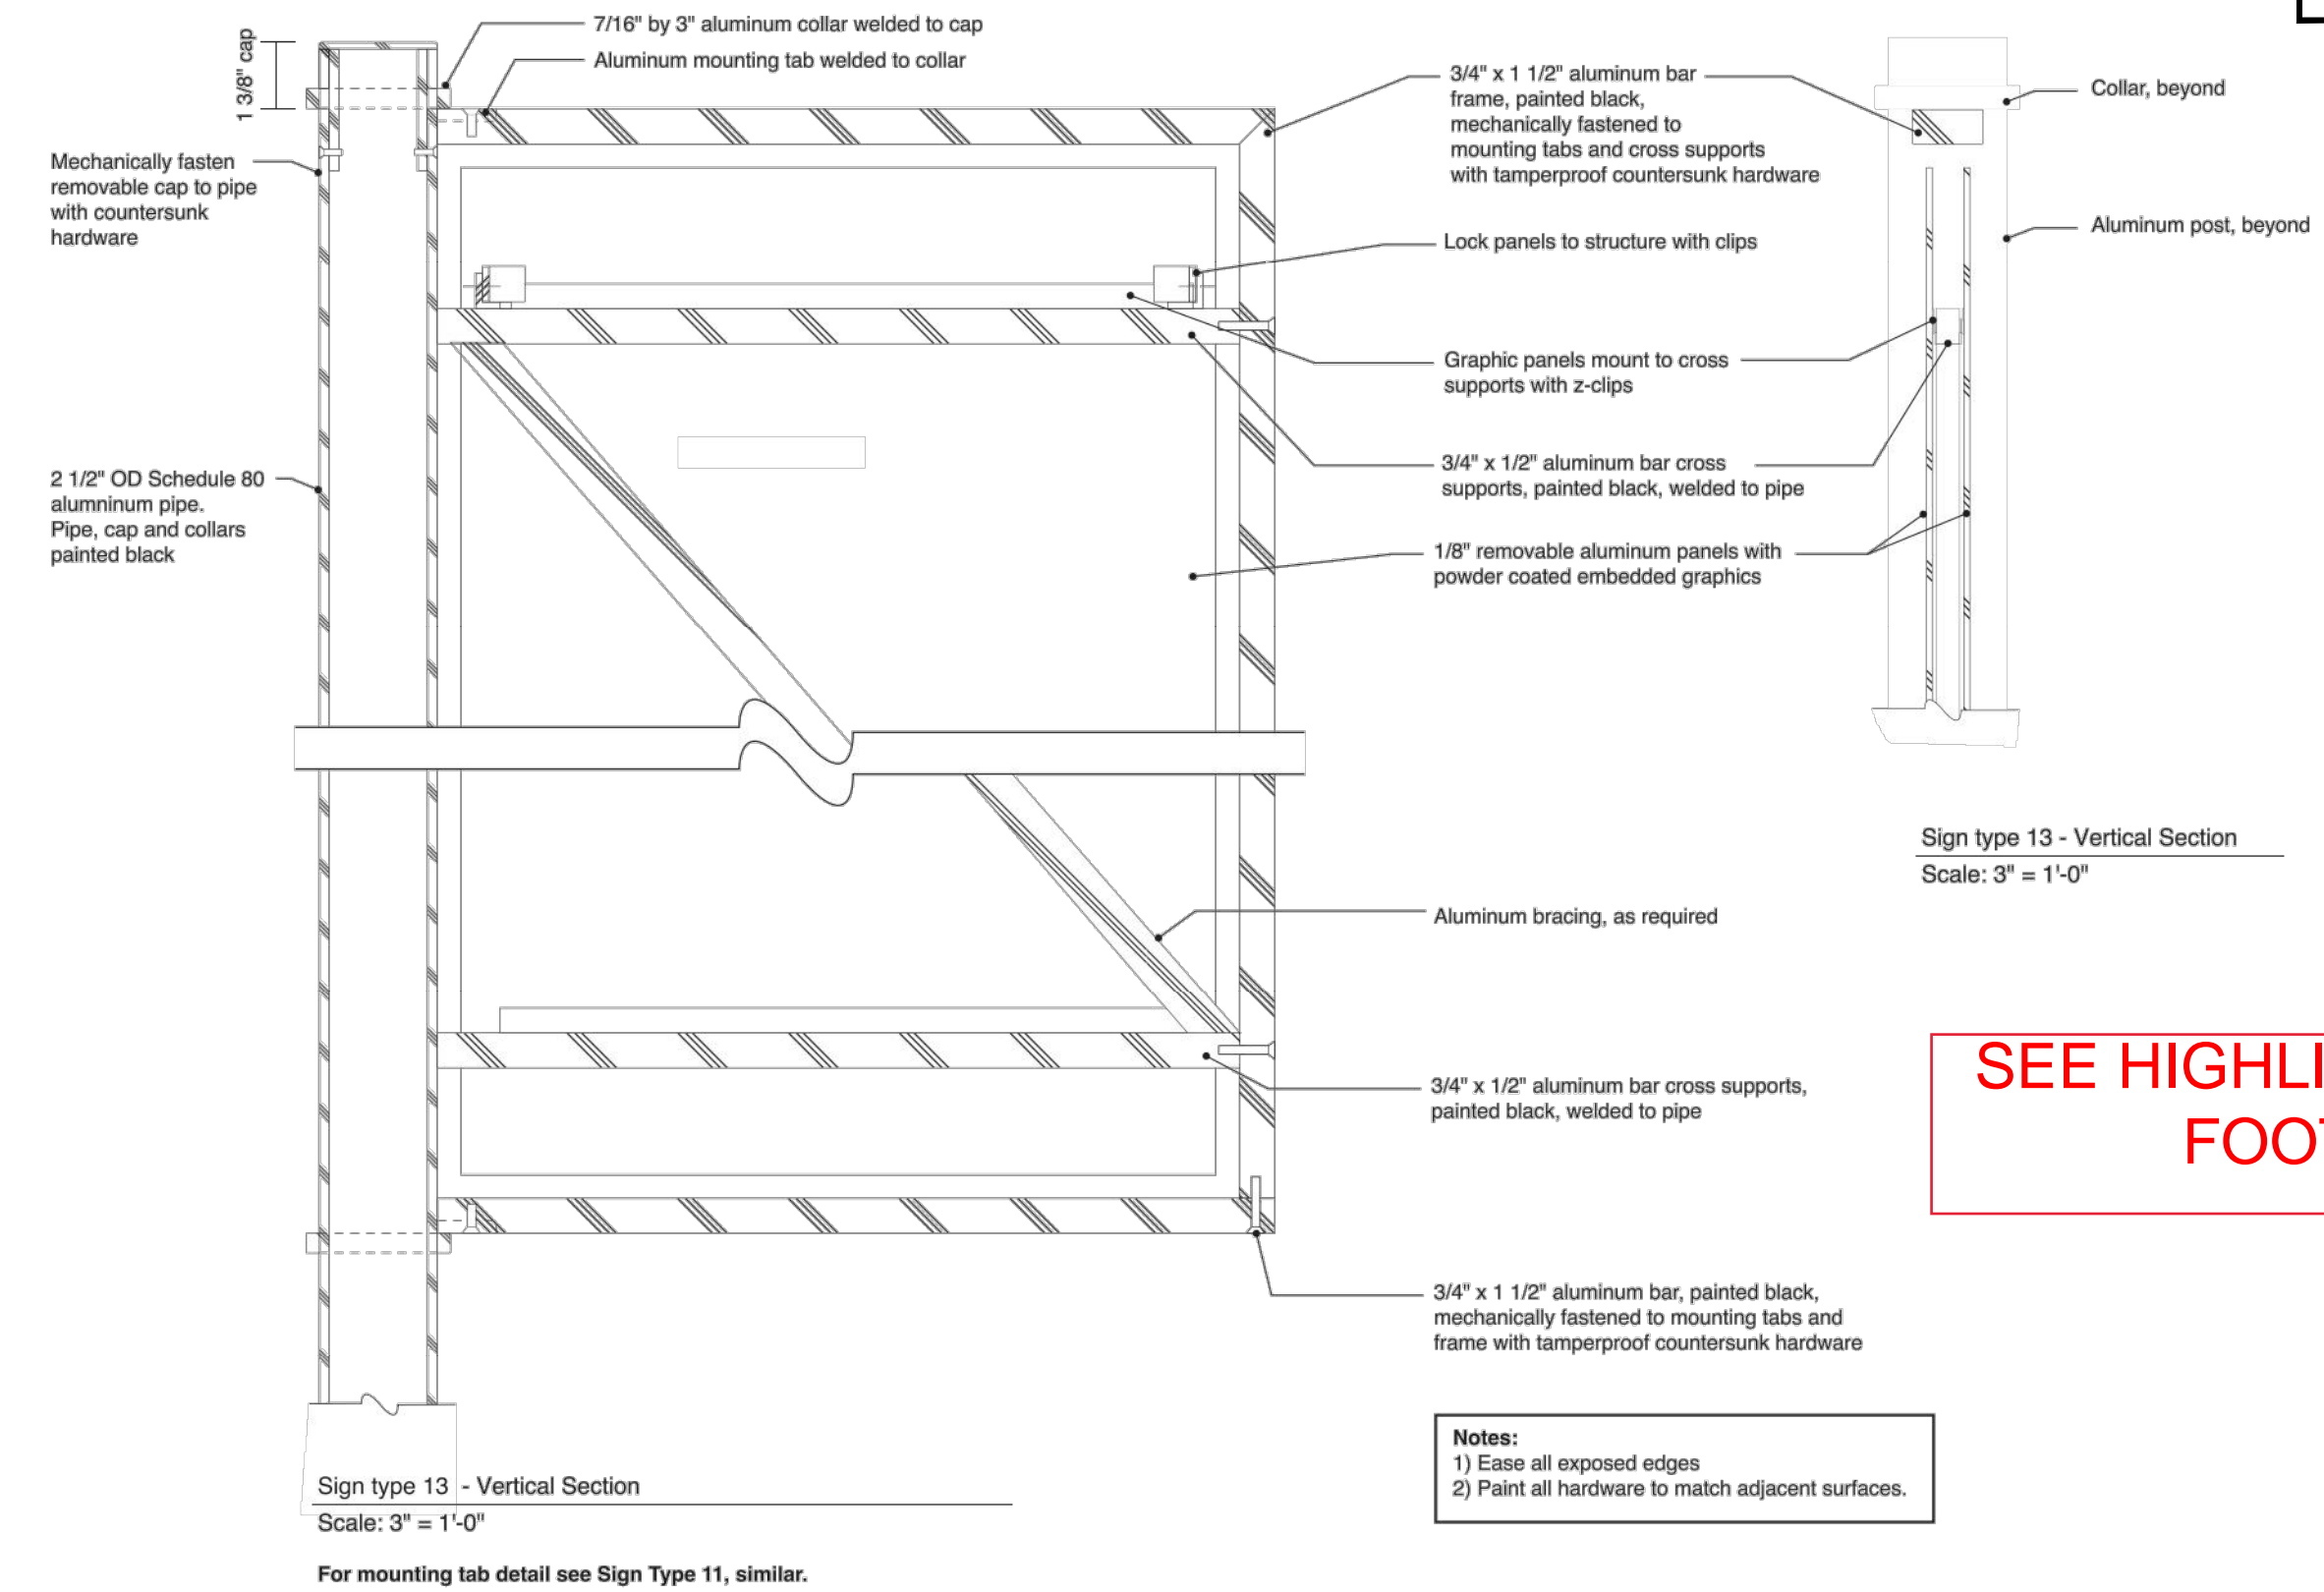 7/16" by 3" aluminum collar welded to cap
Aluminum mounting tab welded to collar
1 3/8" cap
Mechanically fasten
removable cap to pipe
with countersunk
hardware
2 1/2" OD Schedule 80
alumninum pipe.
Pipe, cap and collars
painted black
3/4" x 1 1/2" aluminum bar
frame, painted black,
mechanically fastened to
mounting tabs and cross supports
with tamperproof countersunk hardware
Lock panels to structure with clips
Graphic panels mount to cross
supports with z-clips
3/4" x 1/2" aluminum bar cross
supports, painted black, welded to pipe
1/8" removable aluminum panels with
powder coated embedded graphics
Aluminum bracing, as required
3/4" x 1/2" aluminum bar cross supports,
painted black, welded to pipe
3/4" x 1 1/2" aluminum bar, painted black,
mechanically fastened to mounting tabs and
frame with tamperproof countersunk hardware
Collar, beyond
Aluminum post, beyond
Sign type 13 - Vertical Section
Scale: 3" = 1'-0"
SEE HIGHLI
FOOT
Notes:
1) Ease all exposed edges
2) Paint all hardware to match adjacent surfaces.
Sign type 13 - Vertical Section
Scale: 3" = 1'-0"
For mounting tab detail see Sign Type 11, similar.